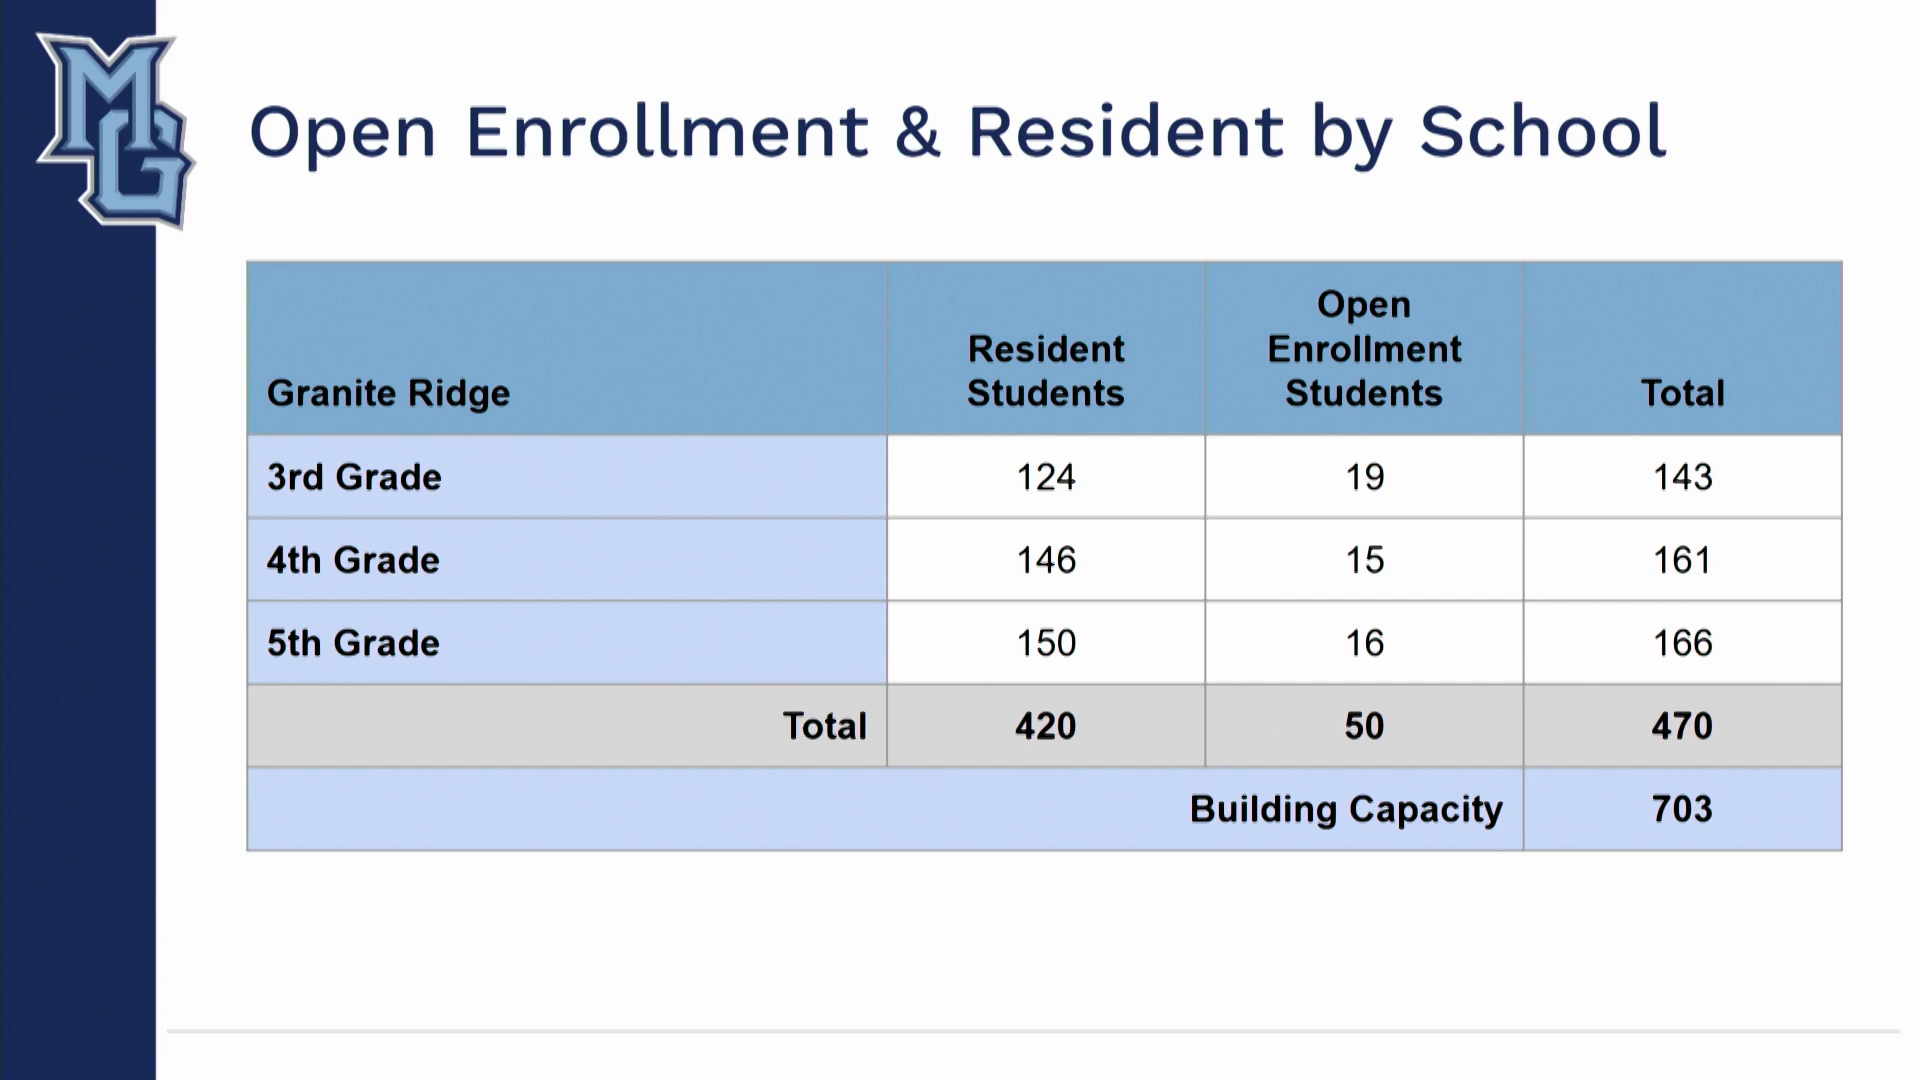 MG
Open Enrollment & Resident by School
Granite Ridge
Resident
Students
Open
Enrollment
Students
Total
3rd Grade 124 19 143
4th Grade 146 15 161
5th Grade 150 16 166
Total 420 50 470
Building Capacity 703